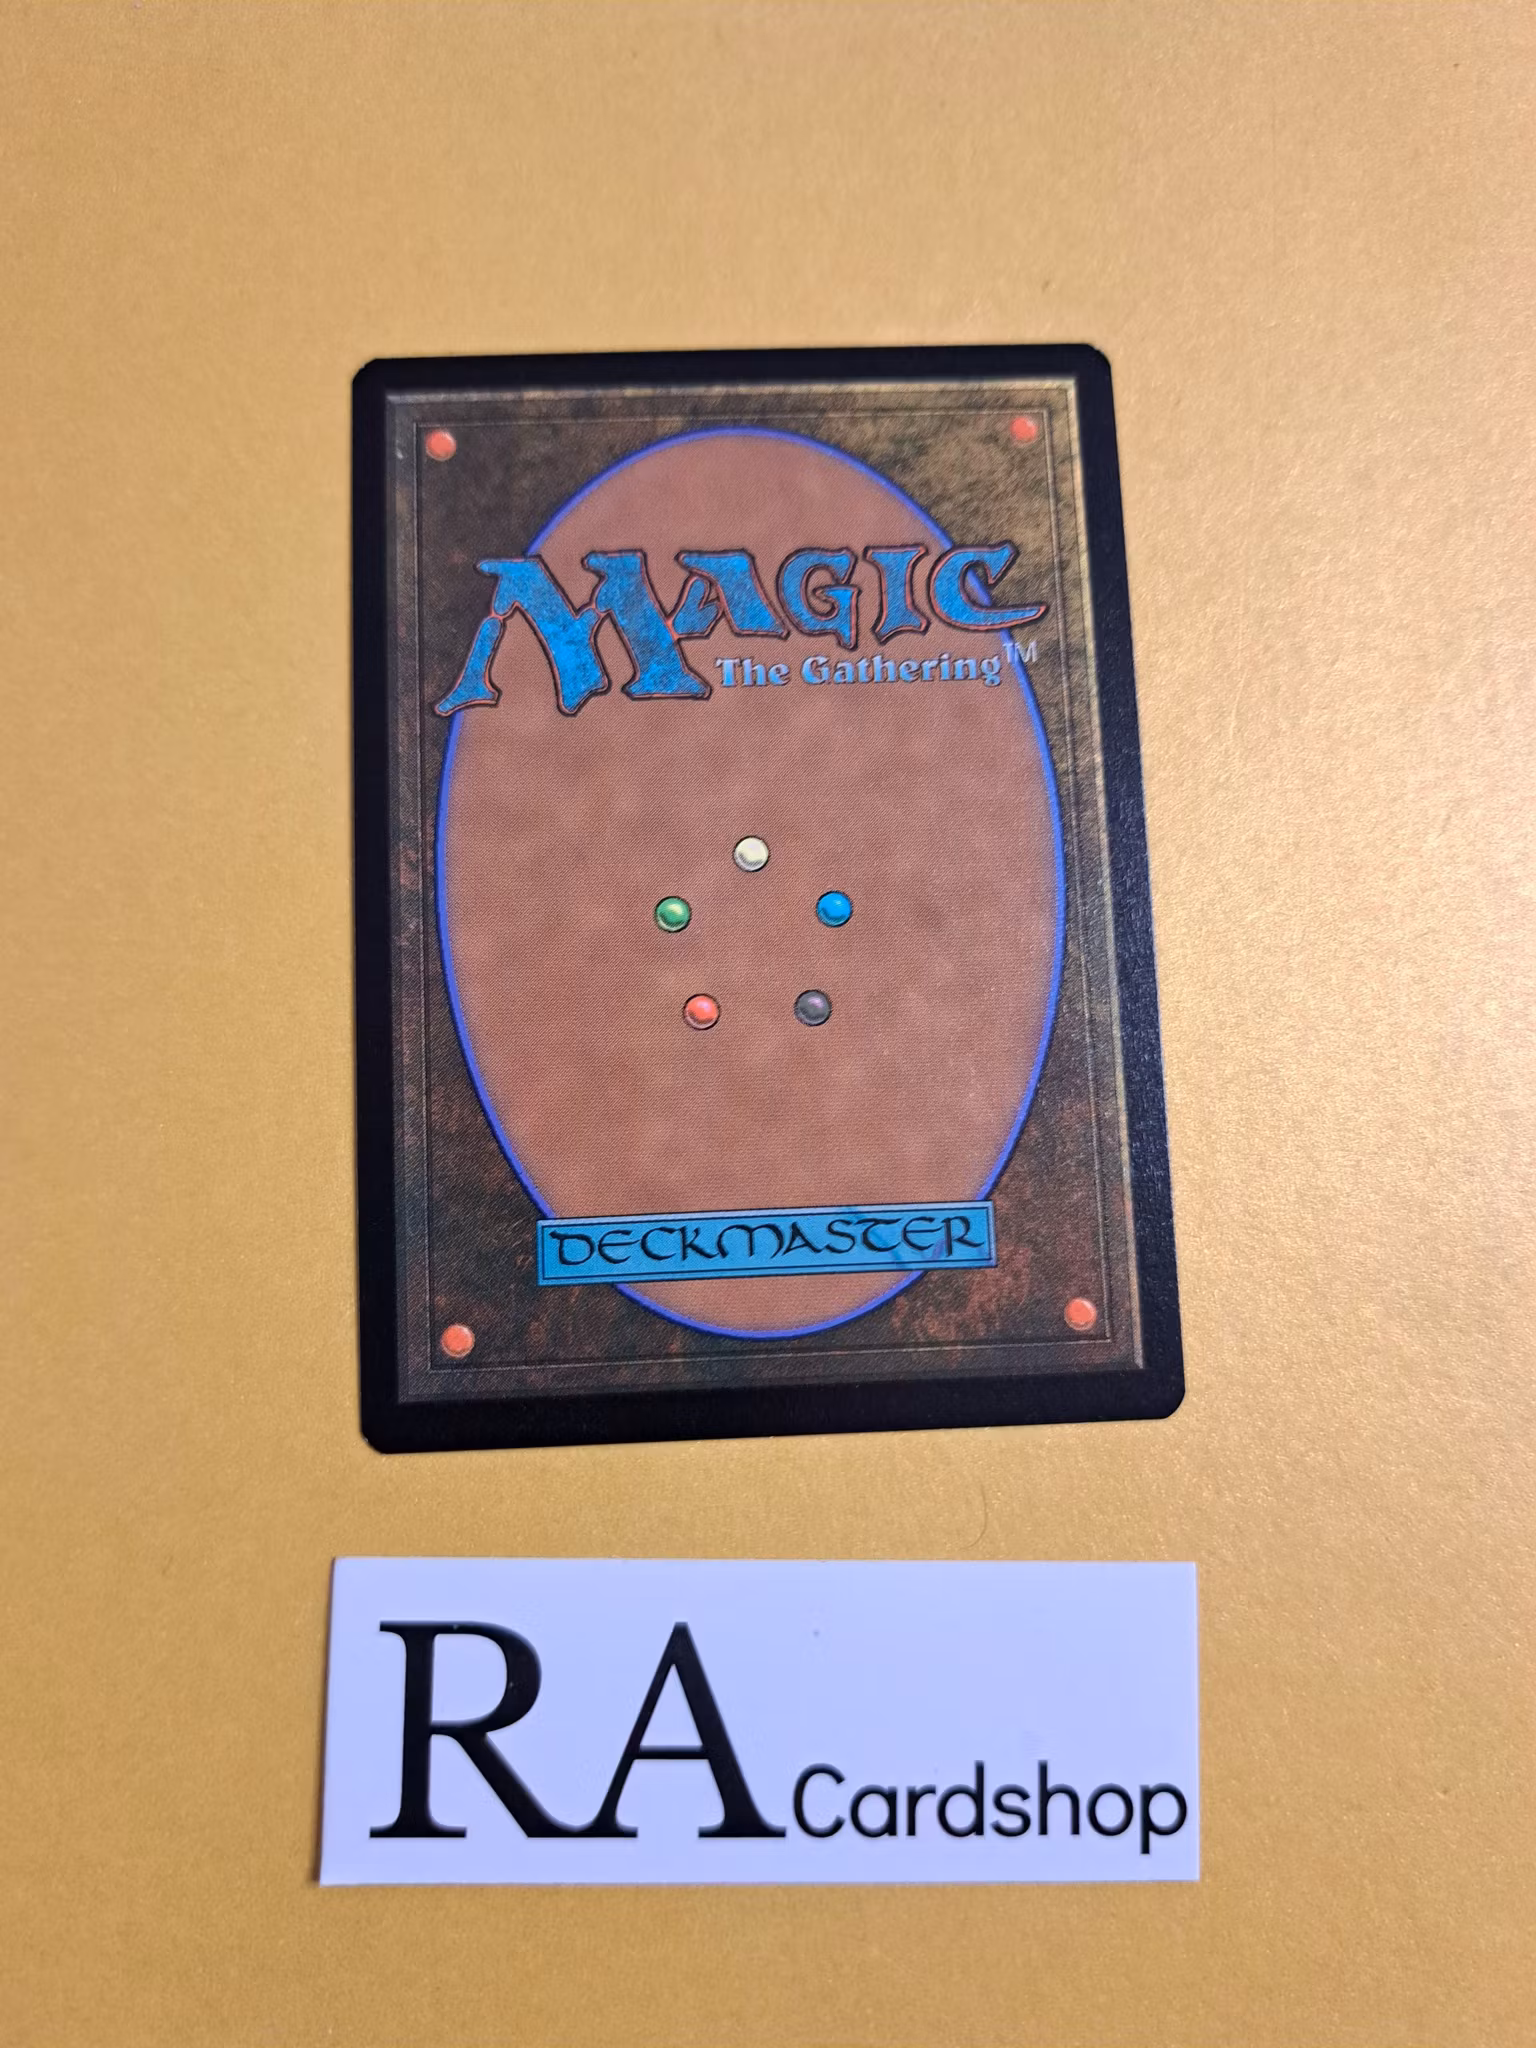 MAGIC
The Gathering™
DECKMASTER
RA Cardshop